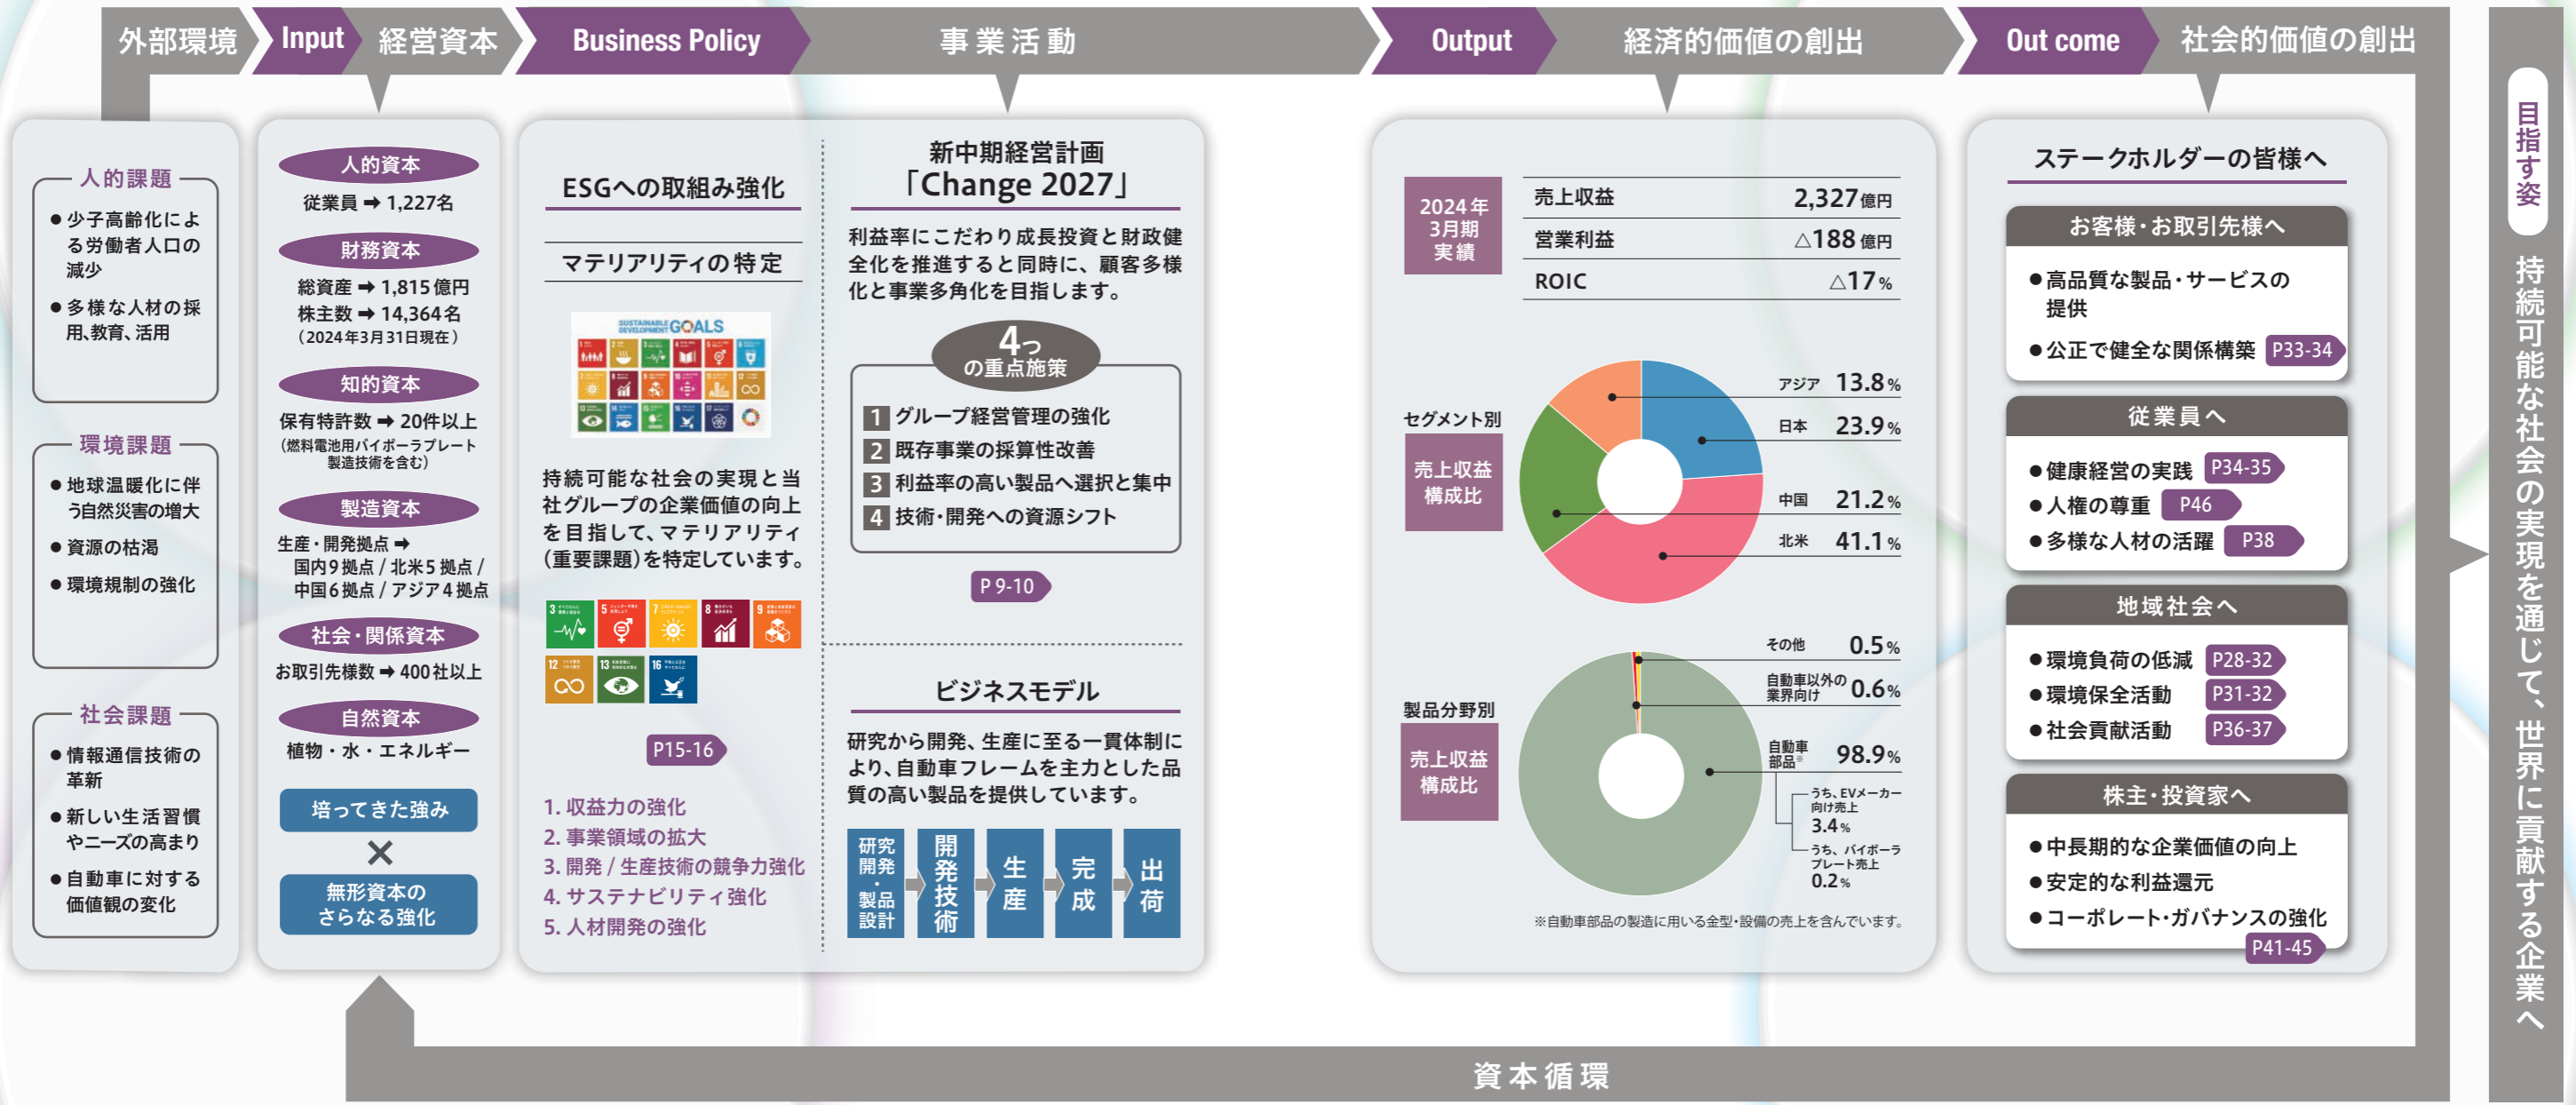 外部環境
Input 経営資本
Business Policy
事業活動
Output 経済的価値の創出
Out come 社会的価値の創出
人的課題
●少子高齢化によ
る労働者人口の
減少
●多様な人材の採
用、教育、活用
環境課題
●地球温暖化に伴
う自然災害の増大
●資源の枯渇
●環境規制の強化
社会課題
●情報通信技術の
革新
●新しい生活習慣
やニーズの高まり
●自動車に対する
価値観の変化
人的資本
従業員➡1,227名
財務資本
総資産➡1,815億円
株主数➡14,364名
（2024年3月31日現在）
知的資本
保有特許数➡20件以上
（燃料電池用バイポーラプレート
製造技術を含む）
製造資本
生産・開発拠点➡
国内9拠点 / 北米5拠点 /
中国6拠点 / アジア4拠点
社会・関係資本
お取引先様数➡400社以上
自然資本
植物・水・エネルギー
培ってきた強み
×
無形資本の
さらなる強化
ESGへの取組み強化
マテリアリティの特定
SUSTAINABLE
DEVELOPMENT GOALS
持続可能な社会の実現と当
社グループの企業価値の向上
を目指して、マテリアリティ
（重要課題）を特定しています。
3
5
7
8
9
12
13
16
P15-16
1. 収益力の強化
2. 事業領域の拡大
3. 開発 / 生産技術の競争力強化
4. サステナビリティ強化
5. 人材開発の強化
新中期経営計画
「Change 2027」
利益率にこだわり成長投資と財政健
全化を推進すると同時に、顧客多様
化と事業多角化を目指します。
4つ
の重点施策
1 グループ経営管理の強化
2 既存事業の採算性改善
3 利益率の高い製品へ選択と集中
4 技術・開発への資源シフト
P 9-10
ビジネスモデル
研究から開発、生産に至る一貫体制に
より、自動車フレームを主力とした品
質の高い製品を提供しています。
研究
開発
・
製品
設計
開発技術
生産
完成
出荷
2024年
3月期
実績
売上収益 2,327億円
営業利益 △188億円
ROIC △17%
セグメント別
売上収益
構成比
アジア 13.8%
日本 23.9%
中国 21.2%
北米 41.1%
製品分野別
売上収益
構成比
その他 0.5%
自動車以外の
業界向け 0.6%
自動車
部品※ 98.9%
うち、EVメーカー
向け売上
3.4%
うち、バイポーラ
プレート売上
0.2%
※自動車部品の製造に用いる金型・設備の売上を含んでいます。
ステークホルダーの皆様へ
お客様・お取引先様へ
●高品質な製品・サービスの
提供
●公正で健全な関係構築 P33-34
従業員へ
●健康経営の実践 P34-35
●人権の尊重 P46
●多様な人材の活躍 P38
地域社会へ
●環境負荷の低減 P28-32
●環境保全活動 P31-32
●社会貢献活動 P36-37
株主・投資家へ
●中長期的な企業価値の向上
●安定的な利益還元
●コーポレート・ガバナンスの強化
P41-45
目指す姿
持続可能な社会の実現を通じて、世界に貢献する企業へ
資本循環